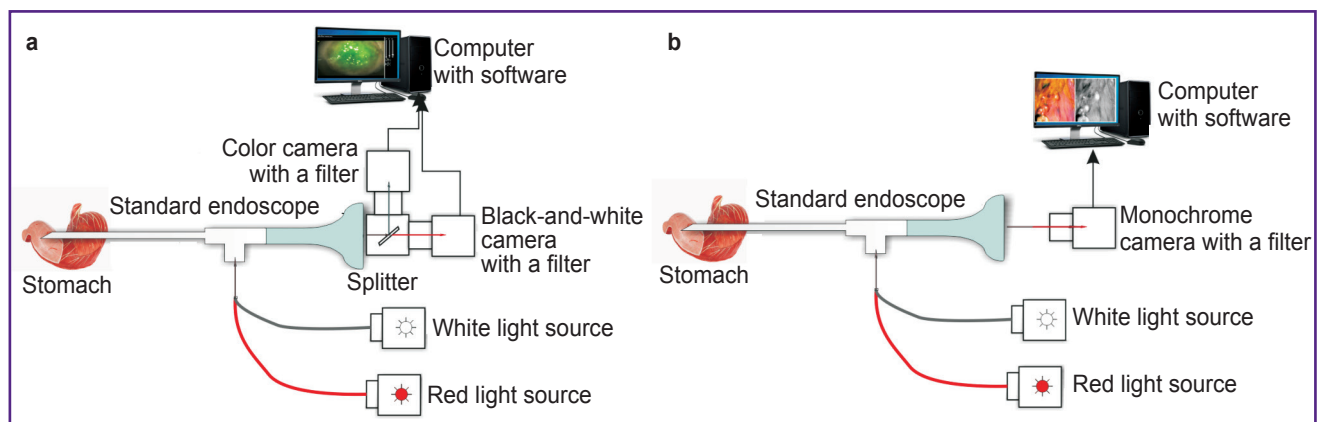 a
Computer
with software
Color camera
with a filter
Standard endoscope
Black-and-white
camera
with a filter
Stomach
Splitter
White light source
Red light source
b
Computer
with software
Standard endoscope
Monochrome
camera with a filter
Stomach
White light source
Red light source